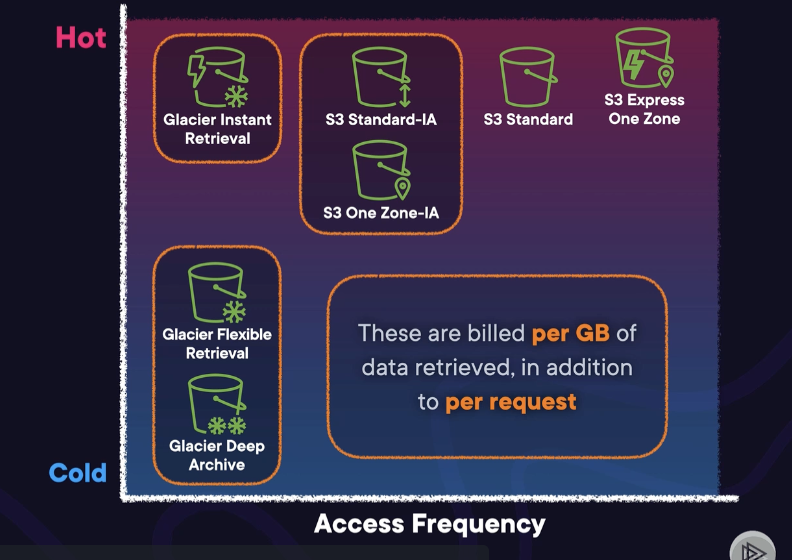 Hot
Glacier Instant
Retrieval
S3 Standard-IA
S3 One Zone-IA
S3 Standard
S3 Express
One Zone
Glacier Flexible
Retrieval
Glacier Deep
Archive
These are billed per GB of
data retrieved, in addition
to per request
Cold
Access Frequency